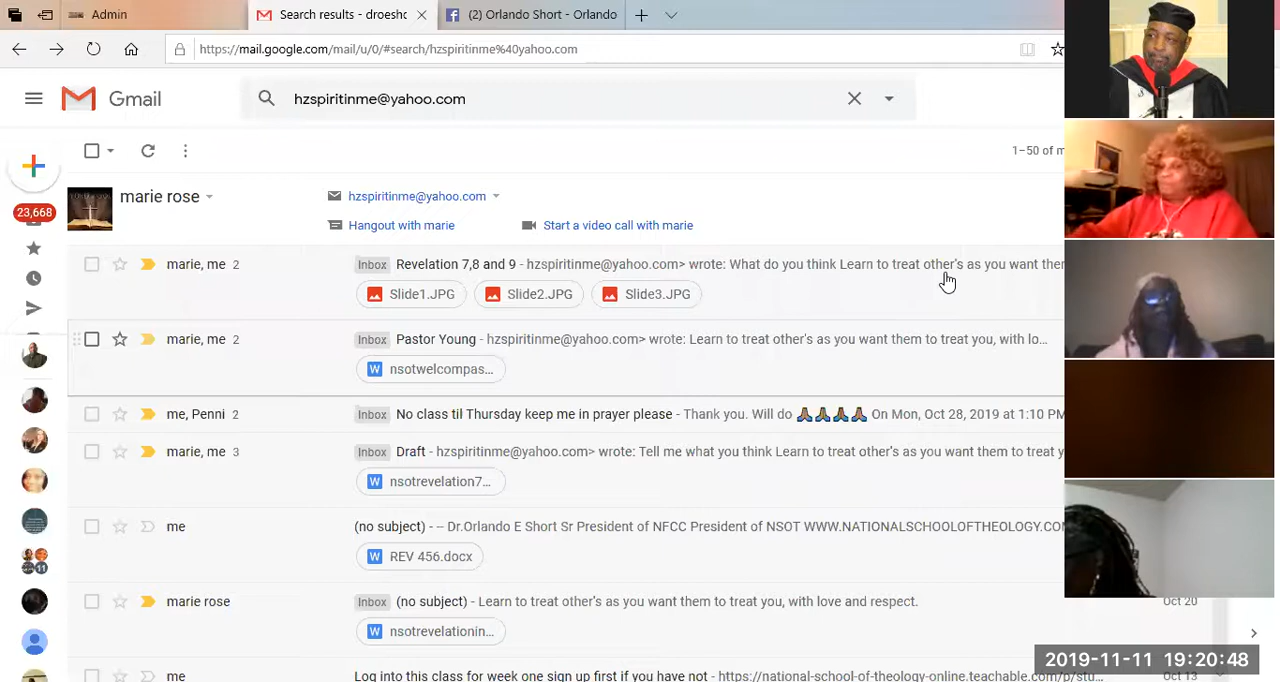 Admin
Search results - droesho
(2) Orlando Short - Orlando
https://mail.google.com/mail/u/0/#search/hzspiritinme%40yahoo.com
Gmail
hzspiritinme@yahoo.com
1–50 of m
23,668
marie rose
hzspiritinme@yahoo.com
Hangout with marie
Start a video call with marie
marie, me 2 Inbox Revelation 7,8 and 9 - hzspiritinme@yahoo.com> wrote: What do you think Learn to treat other's as you want them
Slide1.JPG Slide2.JPG Slide3.JPG
marie, me 2 Inbox Pastor Young - hzspiritinme@yahoo.com> wrote: Learn to treat other's as you want them to treat you, with lo…
nsotwelcompas...
me, Penni 2 Inbox No class til Thursday keep me in prayer please - Thank you. Will do 🙏🏽🙏🏽🙏🏽🙏🏽 On Mon, Oct 28, 2019 at 1:10 PM
marie, me 3 Inbox Draft - hzspiritinme@yahoo.com> wrote: Tell me what you think Learn to treat other's as you want them to treat y
nsotrevelation7...
me (no subject) - -- Dr.Orlando E Short Sr President of NFCC President of NSOT WWW.NATIONALSCHOOLOFTHEOLOGY.COM
REV 456.docx
marie rose Inbox (no subject) - Learn to treat other's as you want them to treat you, with love and respect. Oct 20
nsotrevelationin...
me Log into this class for week one sign up first if you have not - https://national-school-of-theology-online.teachable.com/p/stu... Oct 13
11
2019-11-11 19:20:48